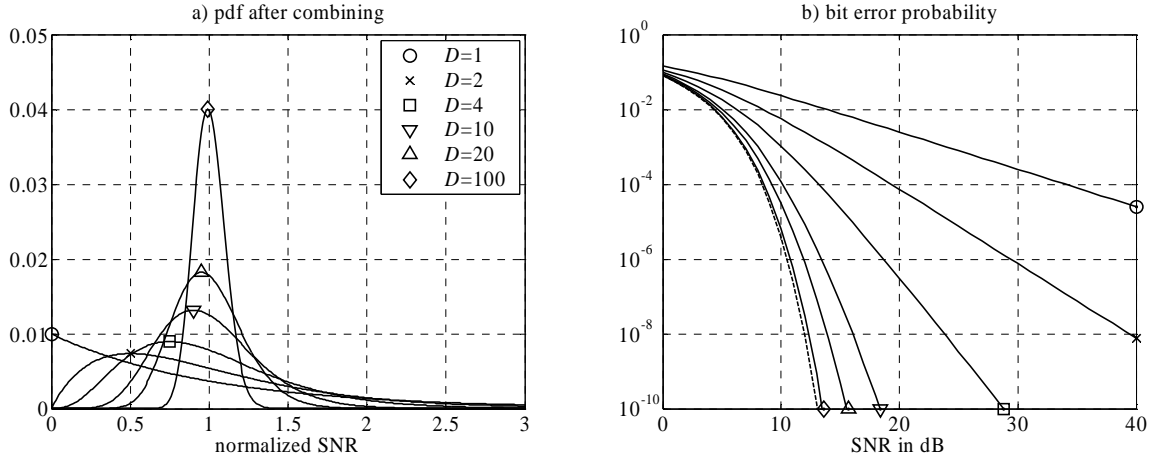 a) pdf after combining
0.05
0.04
0.03
0.02
0.01
0
0 0.5 1 1.5 2 2.5 3
normalized SNR
D=1
D=2
D=4
D=10
D=20
D=100
b) bit error probability
10^0
10^-2
10^-4
10^-6
10^-8
10^-10
0 10 20 30 40
SNR in dB